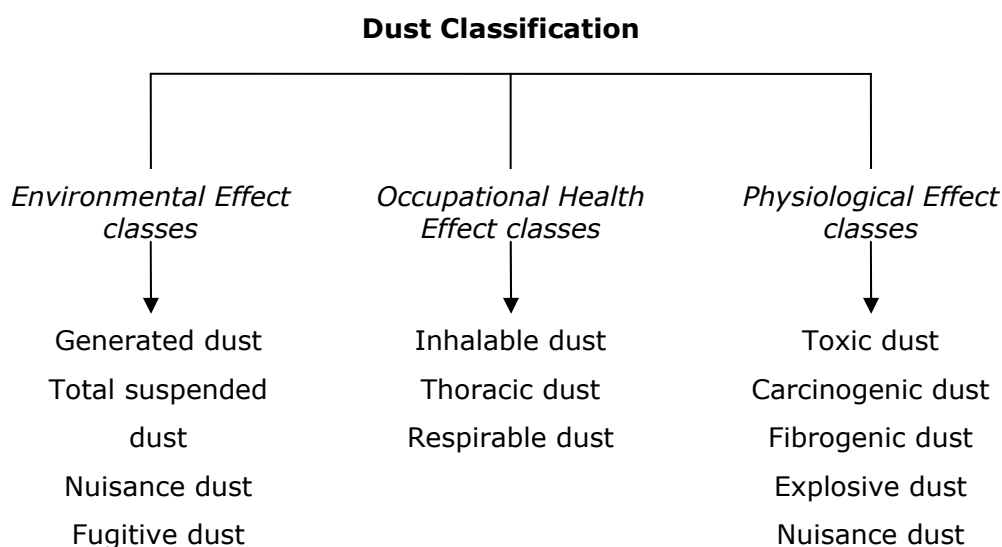 Dust Classification
Environmental Effect
classes
Occupational Health
Effect classes
Physiological Effect
classes
Generated dust
Total suspended
dust
Nuisance dust
Fugitive dust
Inhalable dust
Thoracic dust
Respirable dust
Toxic dust
Carcinogenic dust
Fibrogenic dust
Explosive dust
Nuisance dust